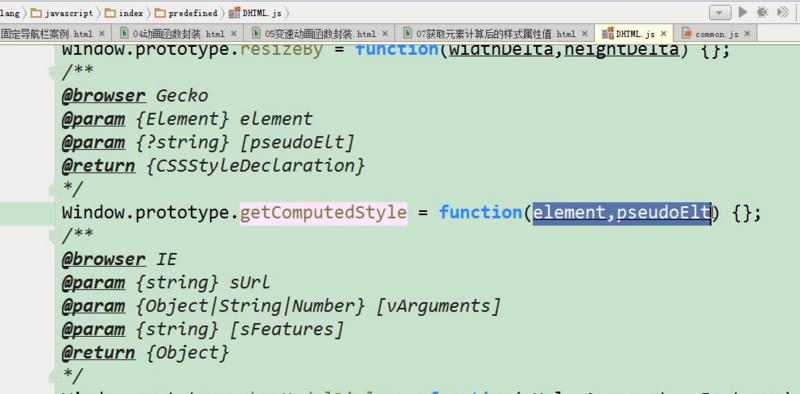 lang javascript index predefined DHTML.js
固定导航栏案例.html × 04动画函数封装.html × 05变速动画函数封装.html × 07获取元素计算后的样式属性值.html × DHTML.js × common.js ×
Window.prototype.resizeBy = function(widthDelta,heightDelta) {};
/**
@browser Gecko
@param {Element} element
@param {?string} [pseudoElt]
@return {CSSStyleDeclaration}
*/
Window.prototype.getComputedStyle = function(element,pseudoElt) {};
/**
@browser IE
@param {string} sUrl
@param {Object|String|Number} [vArguments]
@param {string} [sFeatures]
@return {Object}
*/